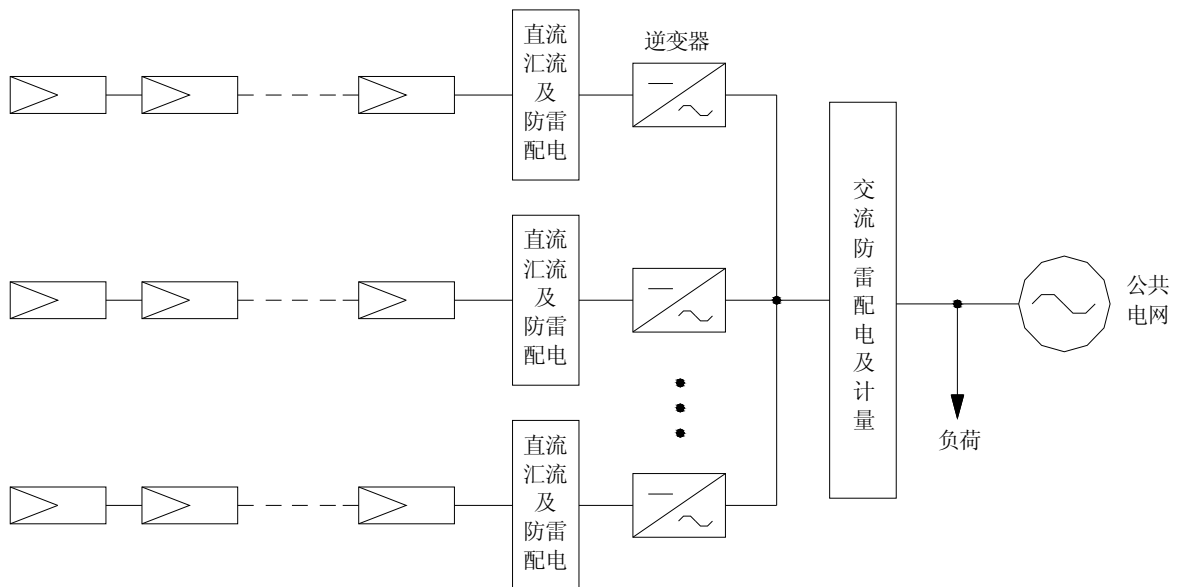 直流
汇流
及
防雷
配电
逆变器
直流
汇流
及
防雷
配电
直流
汇流
及
防雷
配电
交流防雷配电及计量
负荷
公共
电网